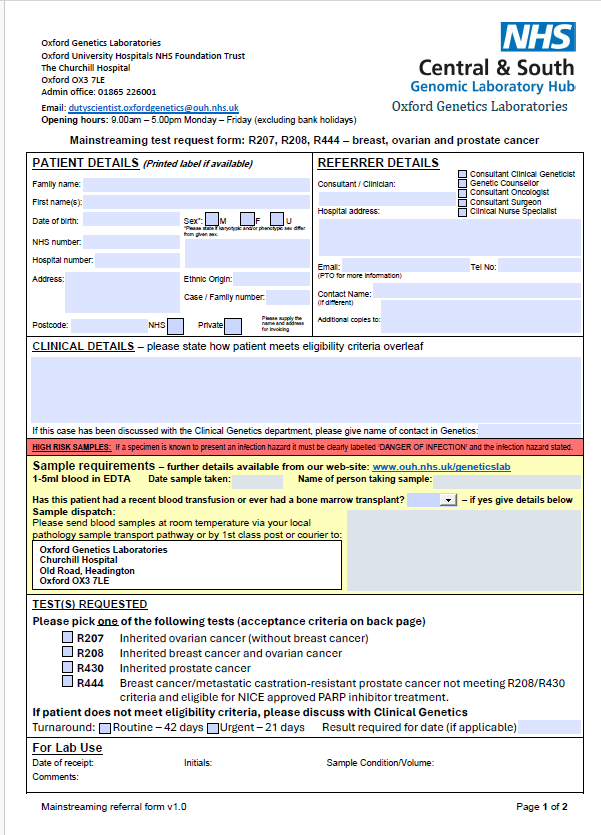 Oxford Genetics Laboratories
Oxford University Hospitals NHS Foundation Trust
The Churchill Hospital
Oxford OX3 7LE
Admin office: 01865 226001
Email: dutyscientist.oxfordgenetics@ouh.nhs.uk
Opening hours: 9.00am – 5.00pm Monday – Friday (excluding bank holidays)
NHS
Central & South
Genomic Laboratory Hub
Oxford Genetics Laboratories
Mainstreaming test request form: R207, R208, R444 – breast, ovarian and prostate cancer
PATIENT DETAILS (Printed label if available)
Family name:
First name(s):
Date of birth: Sex*: M F U
*Please state if karyotypic and/or phenotypic sex differ
from given sex.
NHS number:
Hospital number:
Address: Ethnic Origin:
Case / Family number:
Postcode: NHS Private
Please supply the
name and address
for invoicing
REFERRER DETAILS
Consultant / Clinician:
Consultant Clinical Geneticist
Genetic Counsellor
Consultant Oncologist
Consultant Surgeon
Clinical Nurse Specialist
Hospital address:
Email: Tel No:
(PTO for more information)
Contact Name:
(if different)
Additional copies to:
CLINICAL DETAILS – please state how patient meets eligibility criteria overleaf
If this case has been discussed with the Clinical Genetics department, please give name of contact in Genetics:
HIGH RISK SAMPLES: If a specimen is known to present an infection hazard it must be clearly labelled 'DANGER OF INFECTION' and the infection hazard stated.
Sample requirements – further details available from our web-site: www.ouh.nhs.uk/geneticslab
1-5ml blood in EDTA Date sample taken: Name of person taking sample:
Has this patient had a recent blood transfusion or ever had a bone marrow transplant? – if yes give details below
Sample dispatch:
Please send blood samples at room temperature via your local
pathology sample transport pathway or by 1st class post or courier to:
Oxford Genetics Laboratories
Churchill Hospital
Old Road, Headington
Oxford OX3 7LE
TEST(S) REQUESTED
Please pick one of the following tests (acceptance criteria on back page)
R207 Inherited ovarian cancer (without breast cancer)
R208 Inherited breast cancer and ovarian cancer
R430 Inherited prostate cancer
R444 Breast cancer/metastatic castration-resistant prostate cancer not meeting R208/R430
criteria and eligible for NICE approved PARP inhibitor treatment.
If patient does not meet eligibility criteria, please discuss with Clinical Genetics
Turnaround: Routine – 42 days Urgent – 21 days Result required for date (if applicable)
For Lab Use
Date of receipt: Initials: Sample Condition/Volume:
Comments:
Mainstreaming referral form v1.0 Page 1 of 2